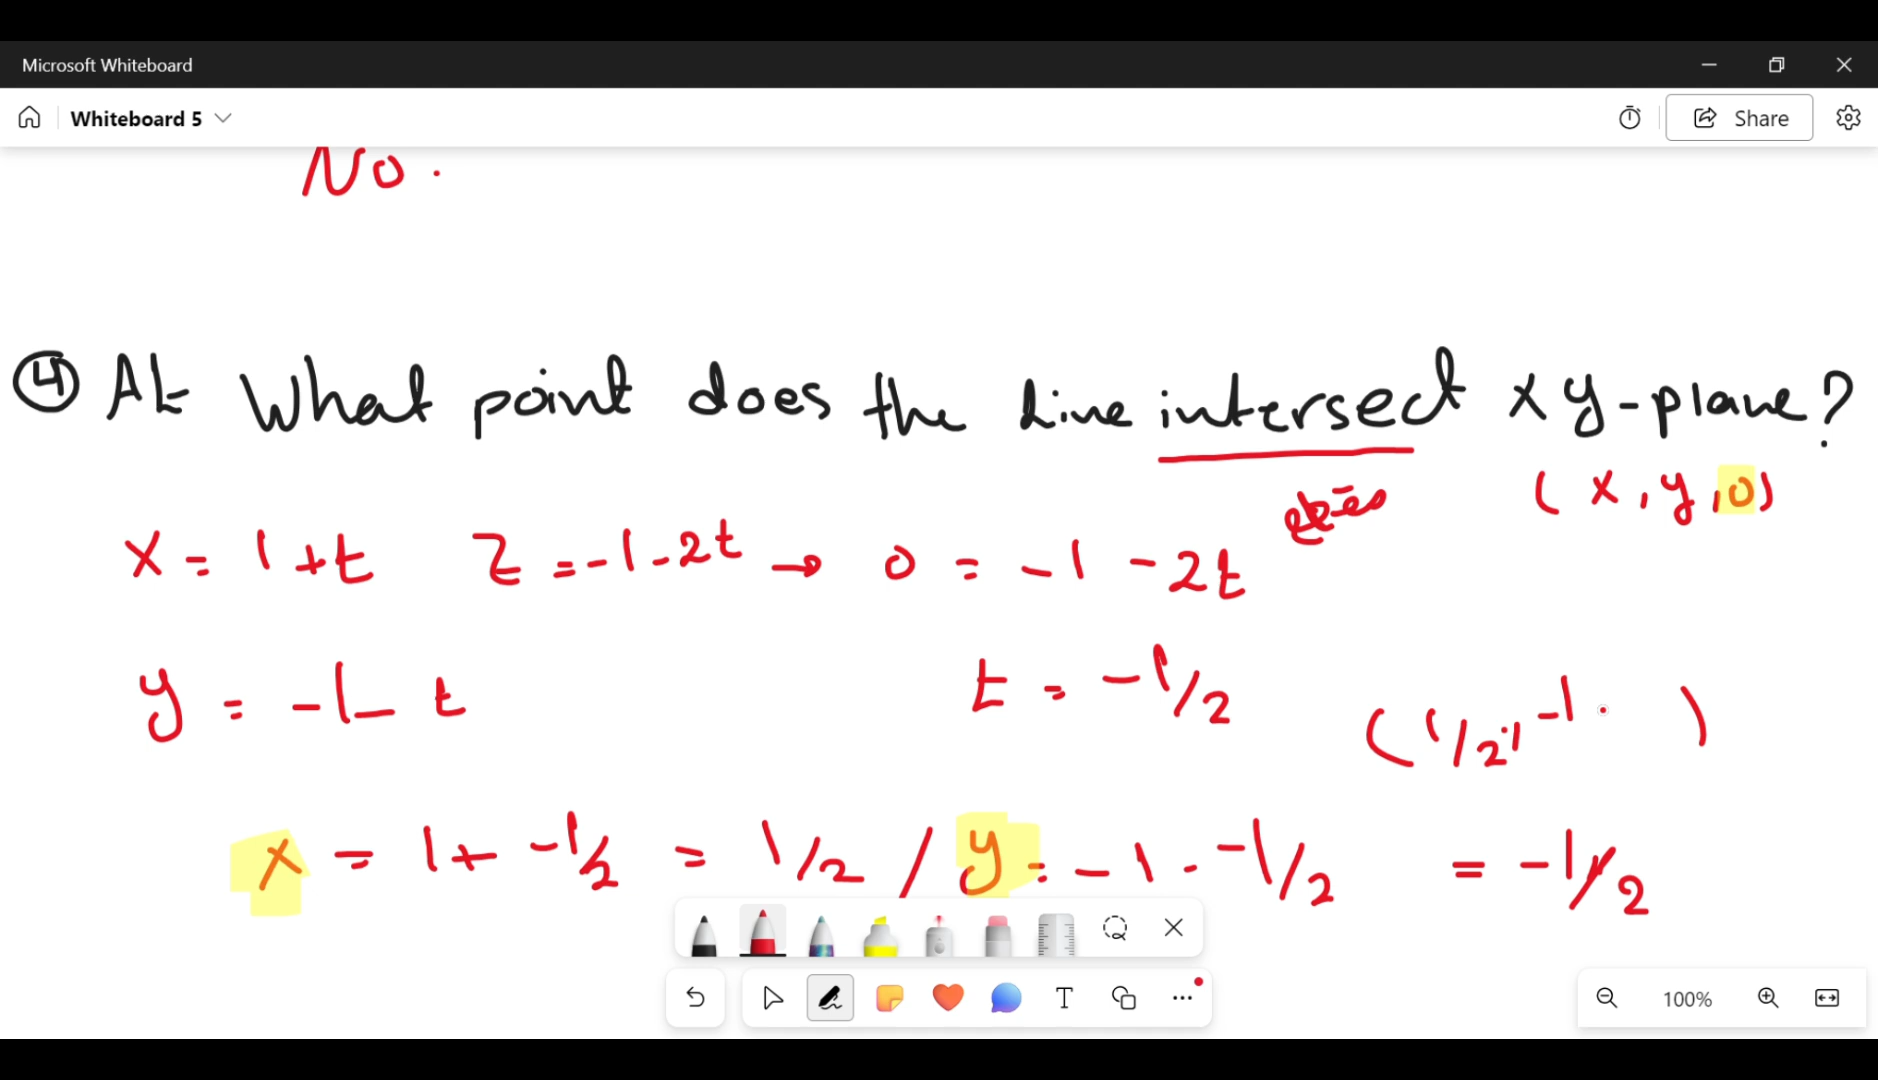 Microsoft Whiteboard
Whiteboard 5
Share
No.
④ At What point does the Line intersect xy-plane?
(x, y, 0)
x = 1 + t z = -1 - 2t → 0 = -1 - 2t
y = -1 - t t = -1/2
(1/2, -1 )
x = 1 + -1/2 = 1/2 / y = -1 - -1/2 = -1/2
100%